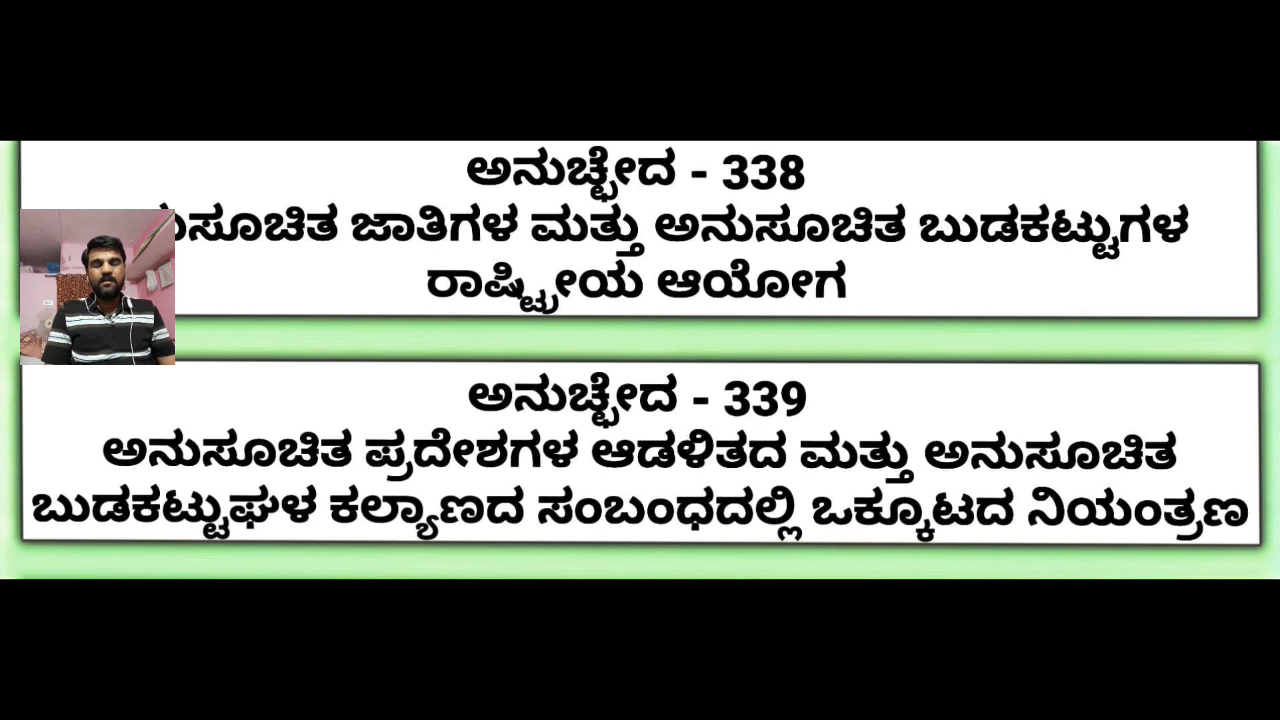 ಅನುಚ್ಛೇದ - 338
ಜಾತಿಗಳ ಮತ್ತು ಅನುಸೂಚಿತ ಬುಡಕಟ್ಟುಗಳ
ರಾಷ್ಟ್ರೀಯ ಆಯೋಗ
ಅನುಚ್ಛೇದ - 339
ಅನುಸೂಚಿತ ಪ್ರದೇಶಗಳ ಆಡಳಿತದ ಮತ್ತು ಅನುಸೂಚಿತ
ಬುಡಕಟ್ಟುಘಳ ಕಲ್ಯಾಣದ ಸಂಬಂಧದಲ್ಲಿ ಒಕ್ಕೂಟದ ನಿಯಂತ್ರಣ